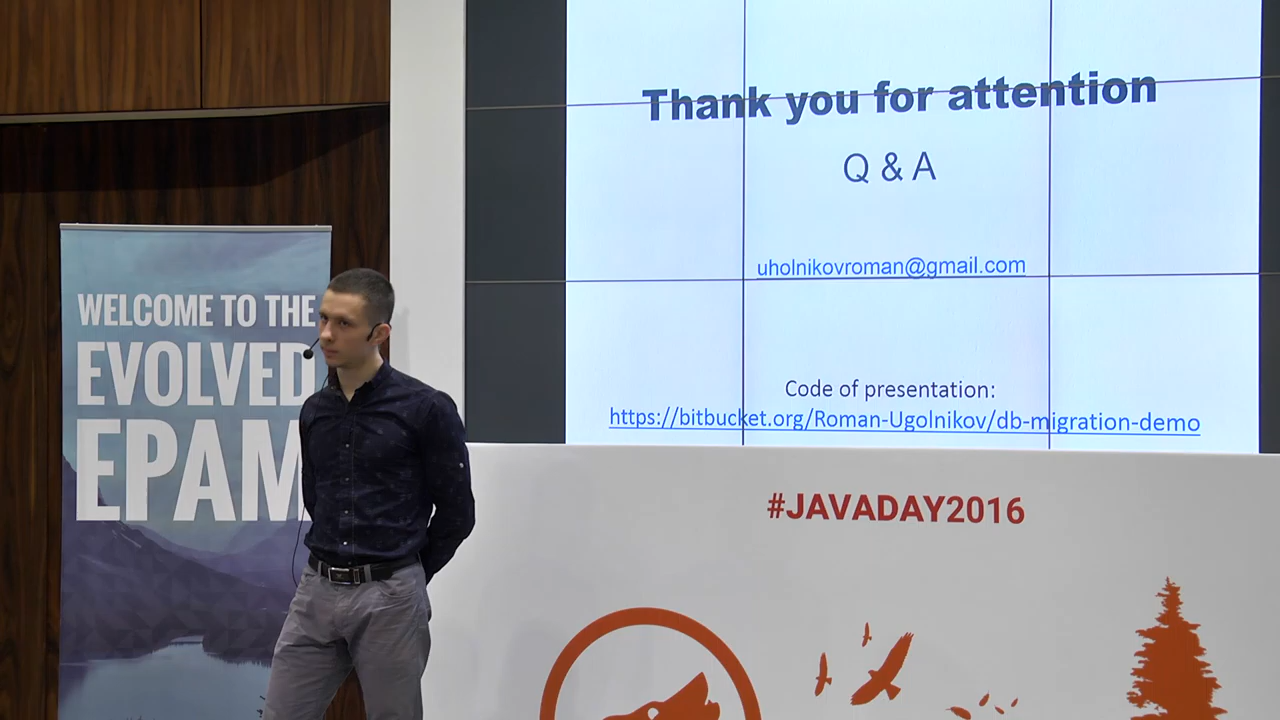 WELCOME TO THE
EVOLVED
EPAM
Thank you for attention
Q & A
uholnikovroman@gmail.com
Code of presentation:
https://bitbucket.org/Roman-Ugolnikov/db-migration-demo
#JAVADAY2016